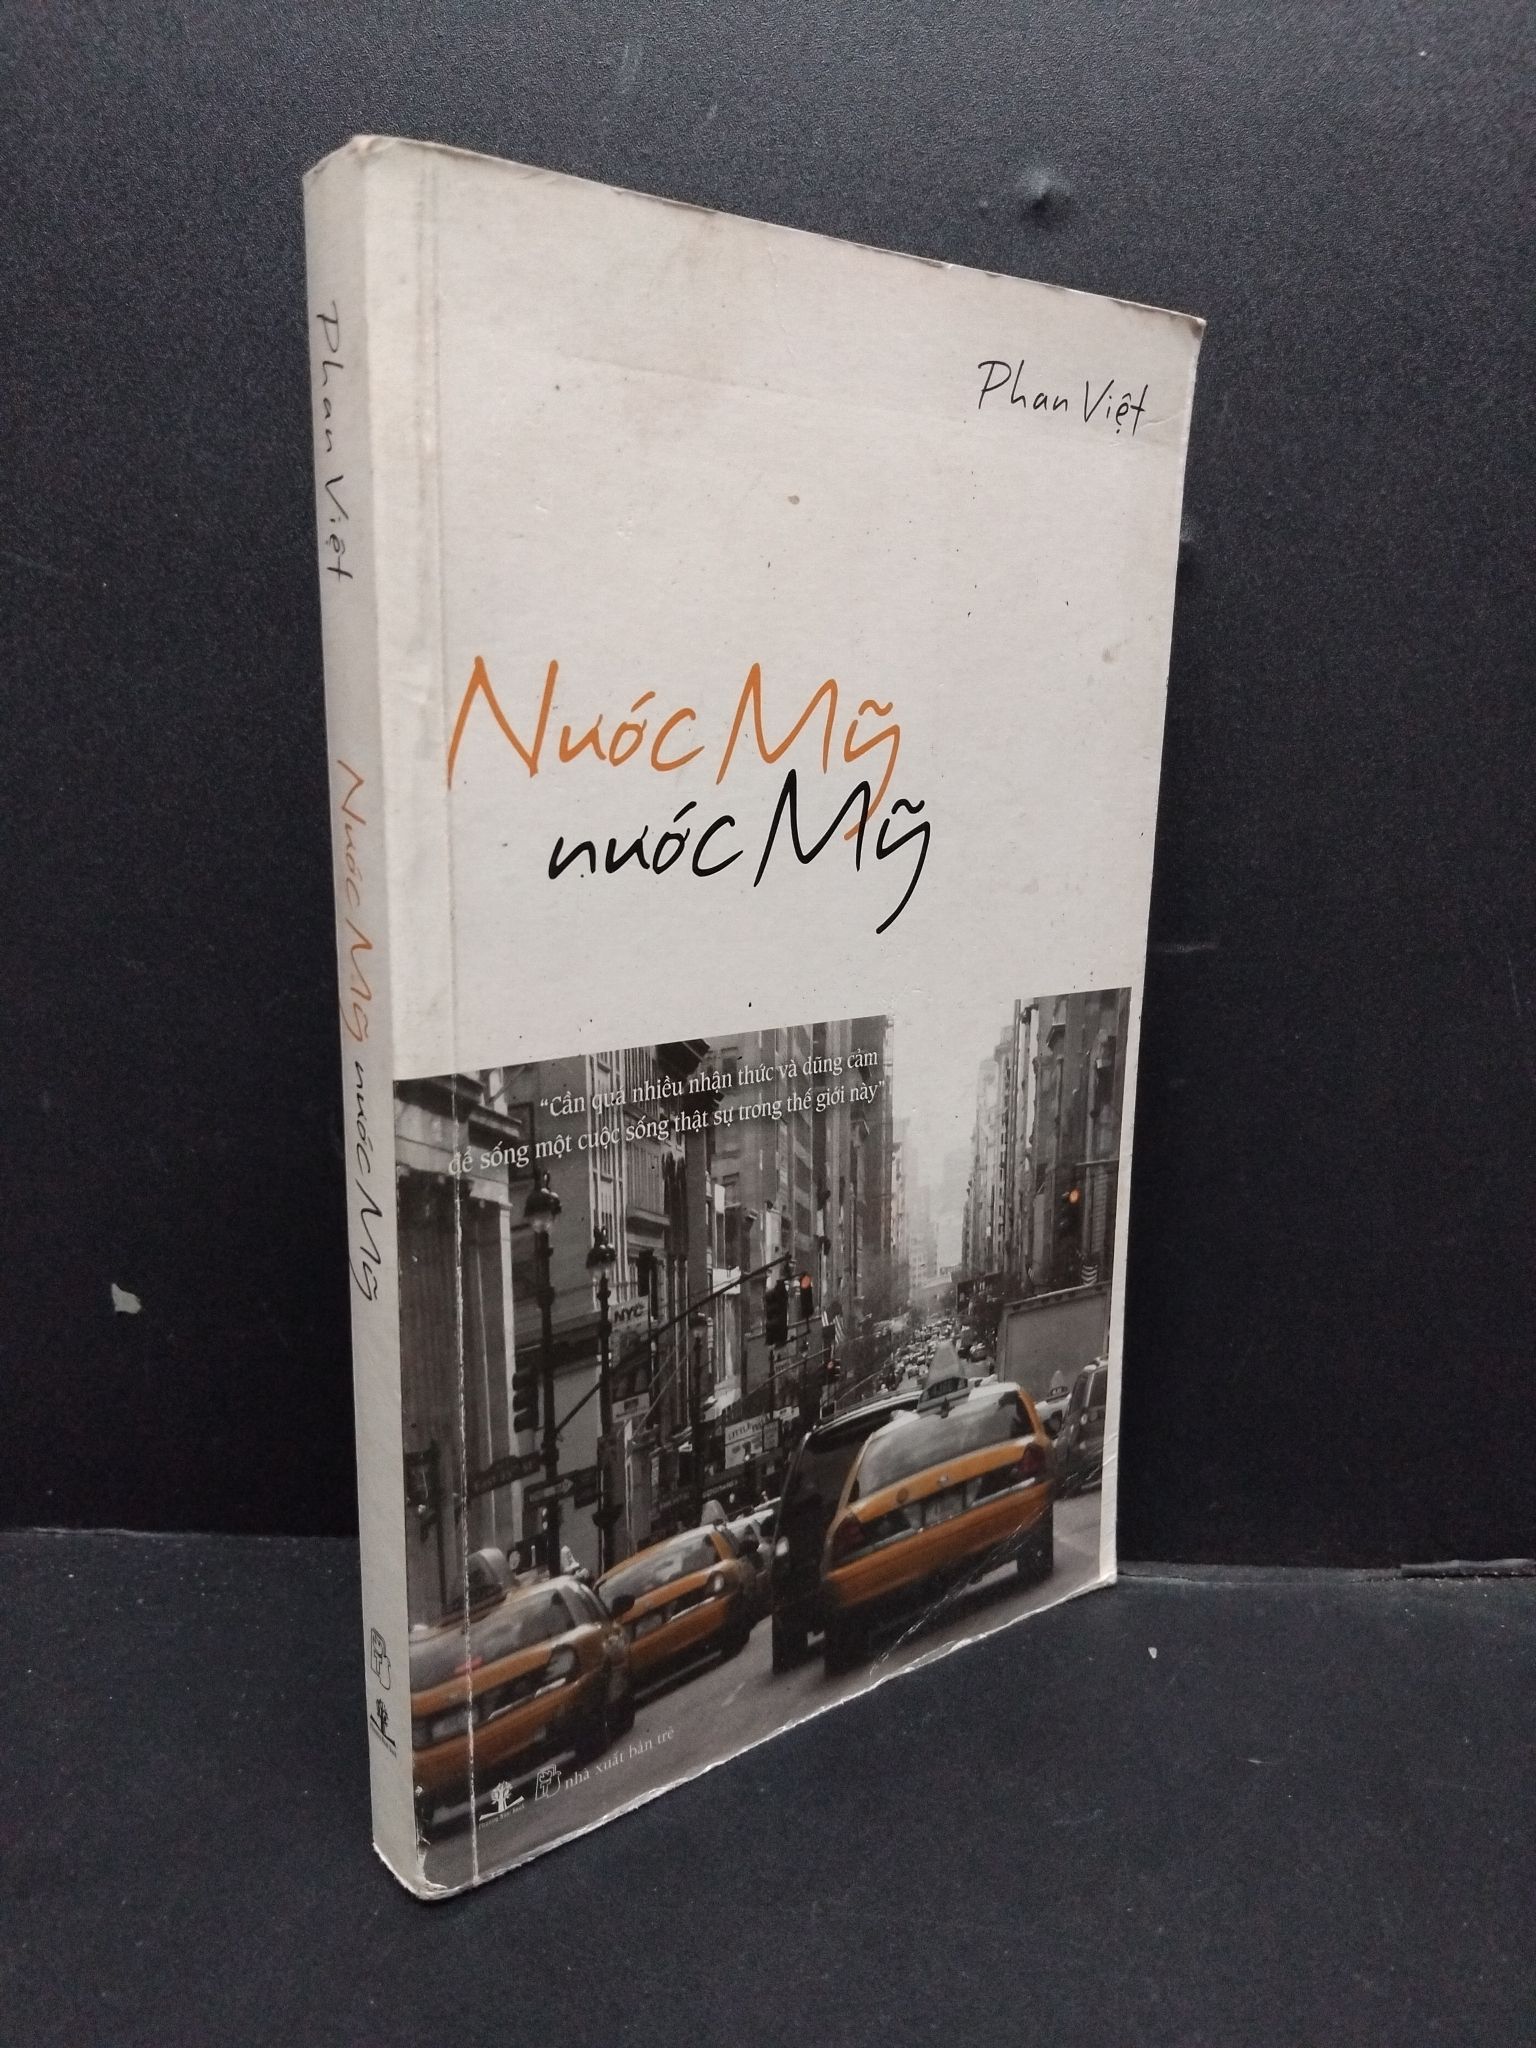 Phan Việt
Nước Mỹ nước Mỹ
Phan Việt
Nước Mỹ
nước Mỹ
“Cần quá nhiều nhận thức và dũng cảm
để sống một cuộc sống thật sự trong thế giới này”
NYC
nhà xuất bản trẻ